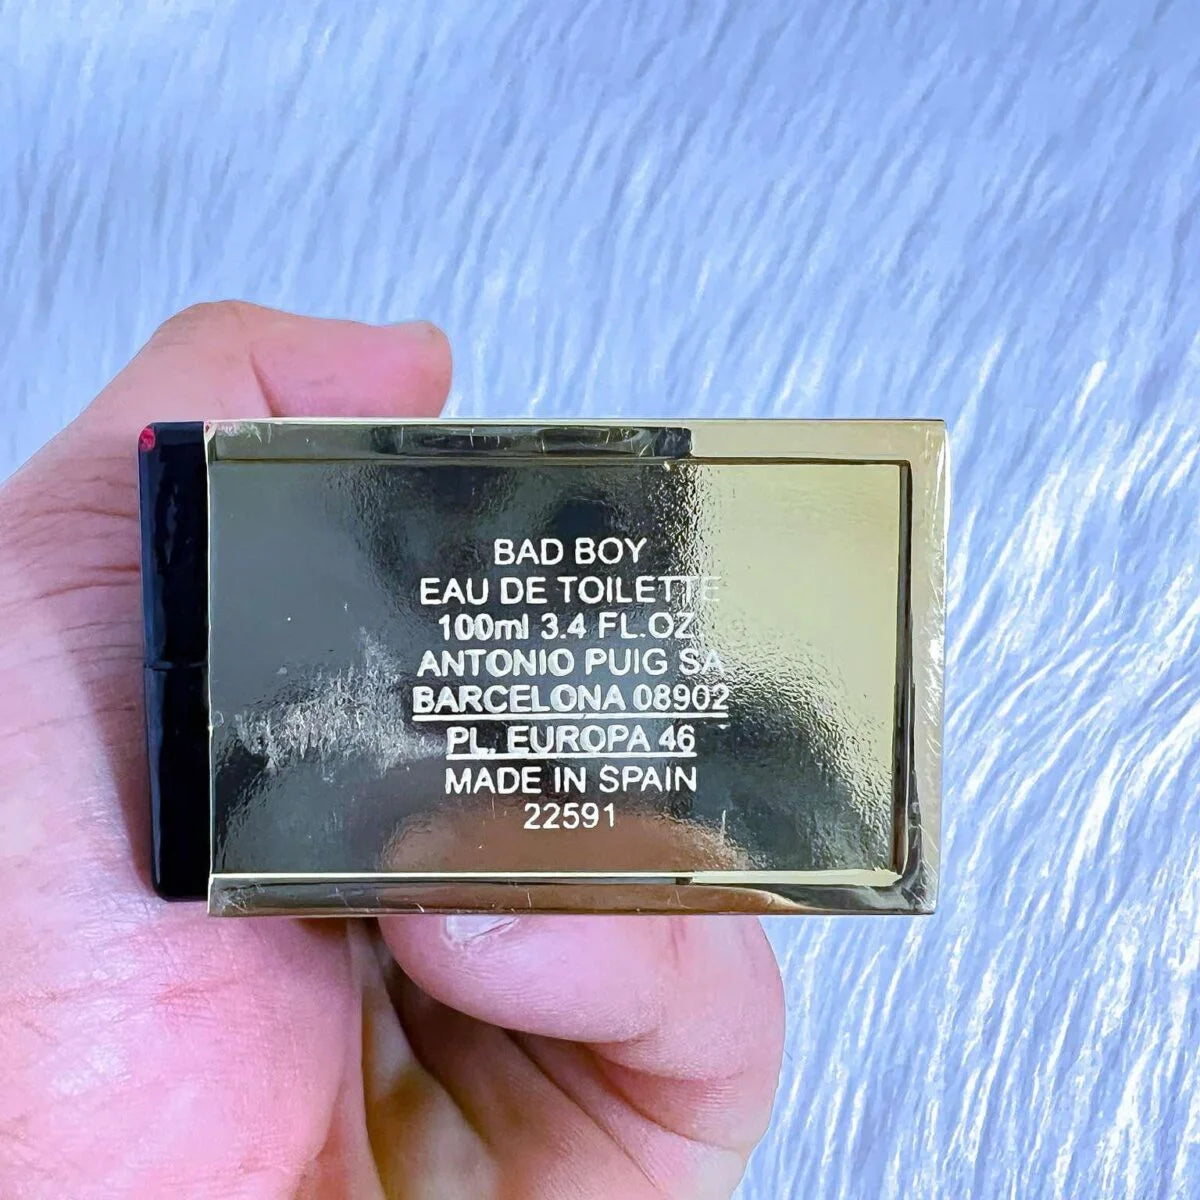 BAD BOY
EAU DE TOILETTE
100ml 3.4 FL.OZ
ANTONIO PUIG SA
BARCELONA 08902
PL. EUROPA 46
MADE IN SPAIN
22591